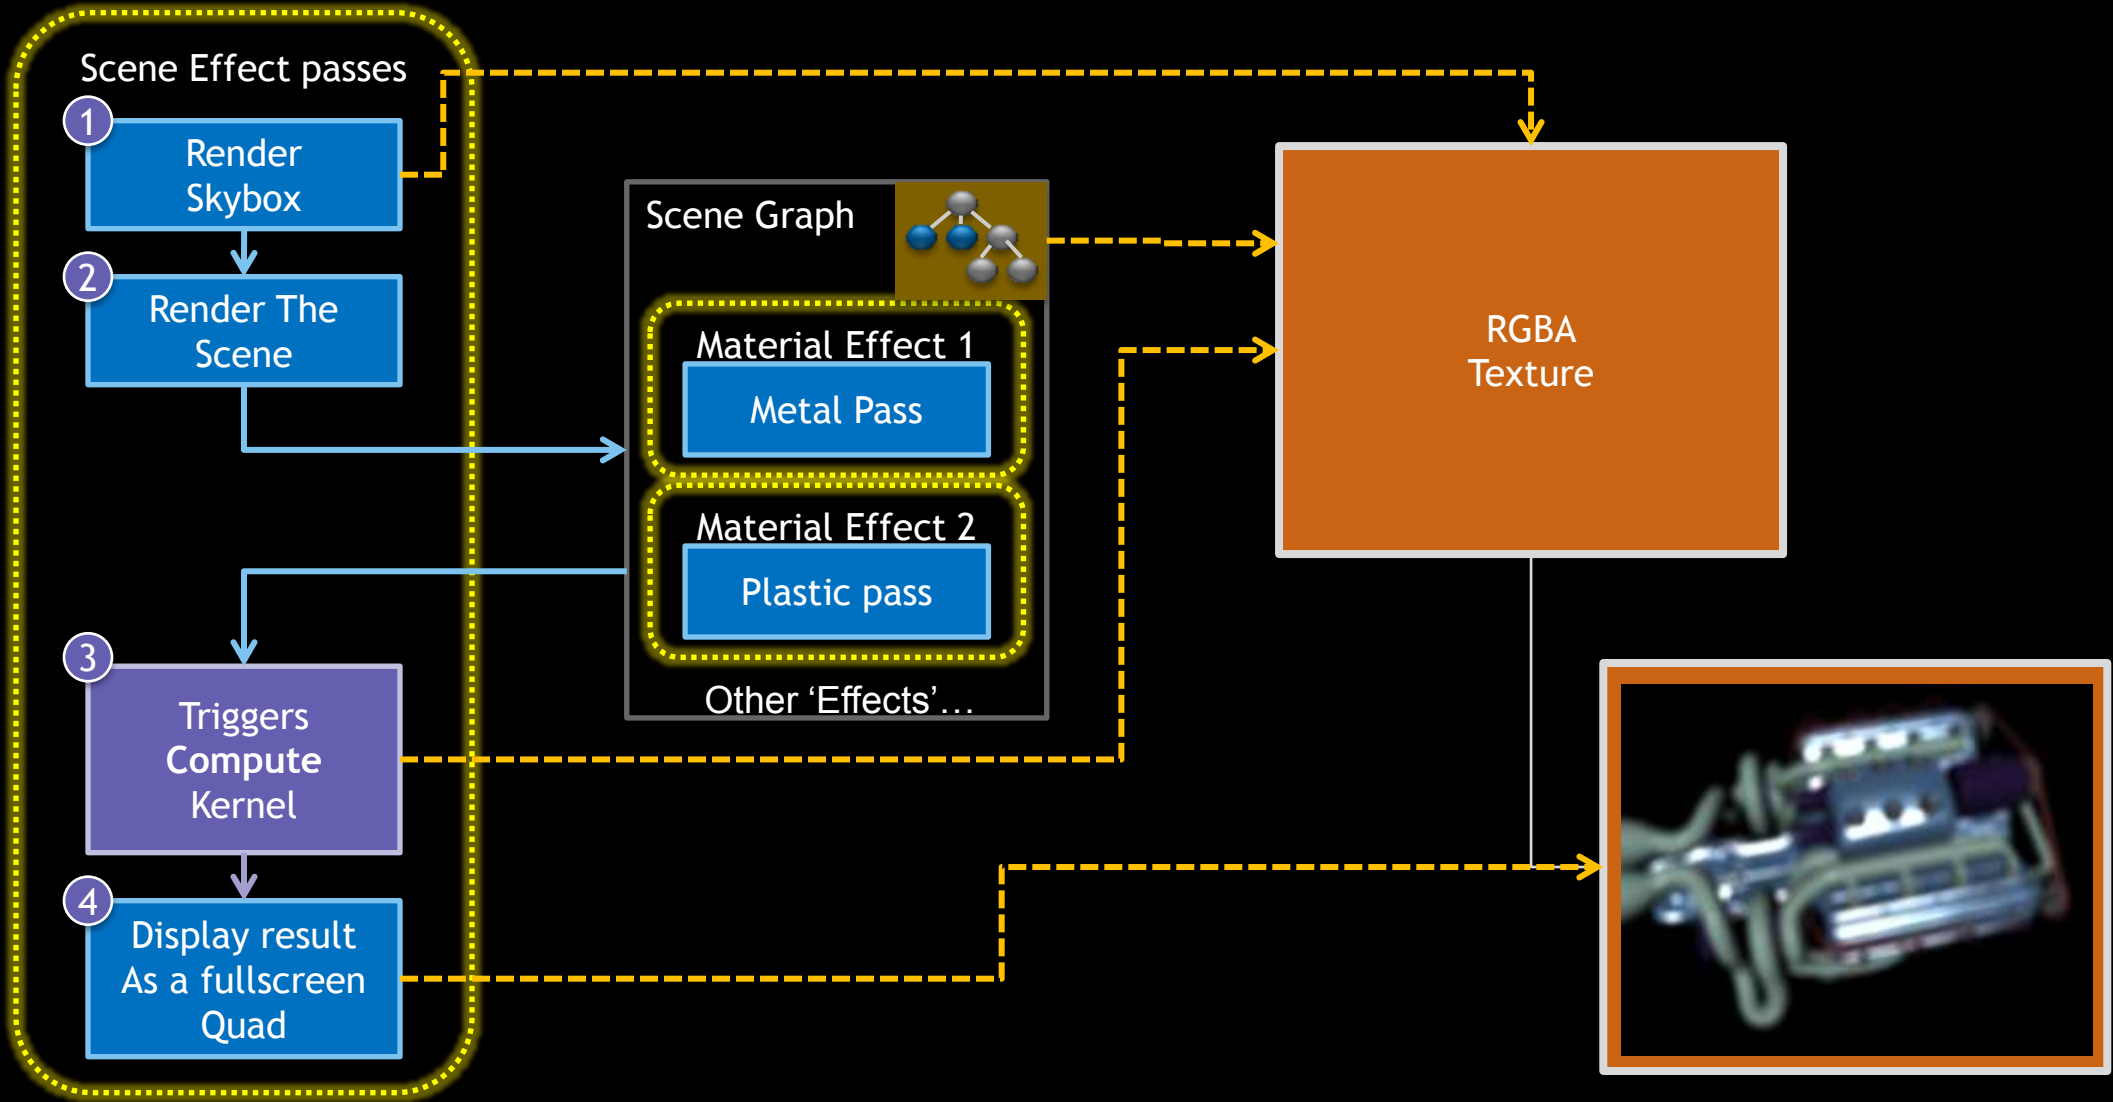 Scene Effect passes
1
Render
Skybox
2
Render The
Scene
Scene Graph
Material Effect 1
Metal Pass
Material Effect 2
Plastic pass
Other ‘Effects’...
3
Triggers
Compute
Kernel
4
Display result
As a fullscreen
Quad
RGBA
Texture